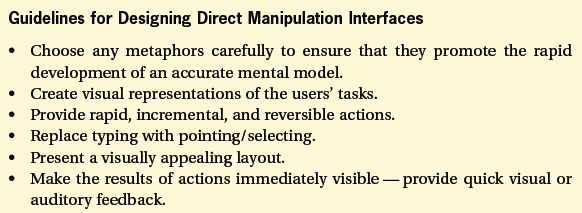 Guidelines for Designing Direct Manipulation Interfaces
• Choose any metaphors carefully to ensure that they promote the rapid
development of an accurate mental model.
• Create visual representations of the users' tasks.
• Provide rapid, incremental, and reversible actions.
• Replace typing with pointing/selecting.
• Present a visually appealing layout.
• Make the results of actions immediately visible — provide quick visual or
auditory feedback.